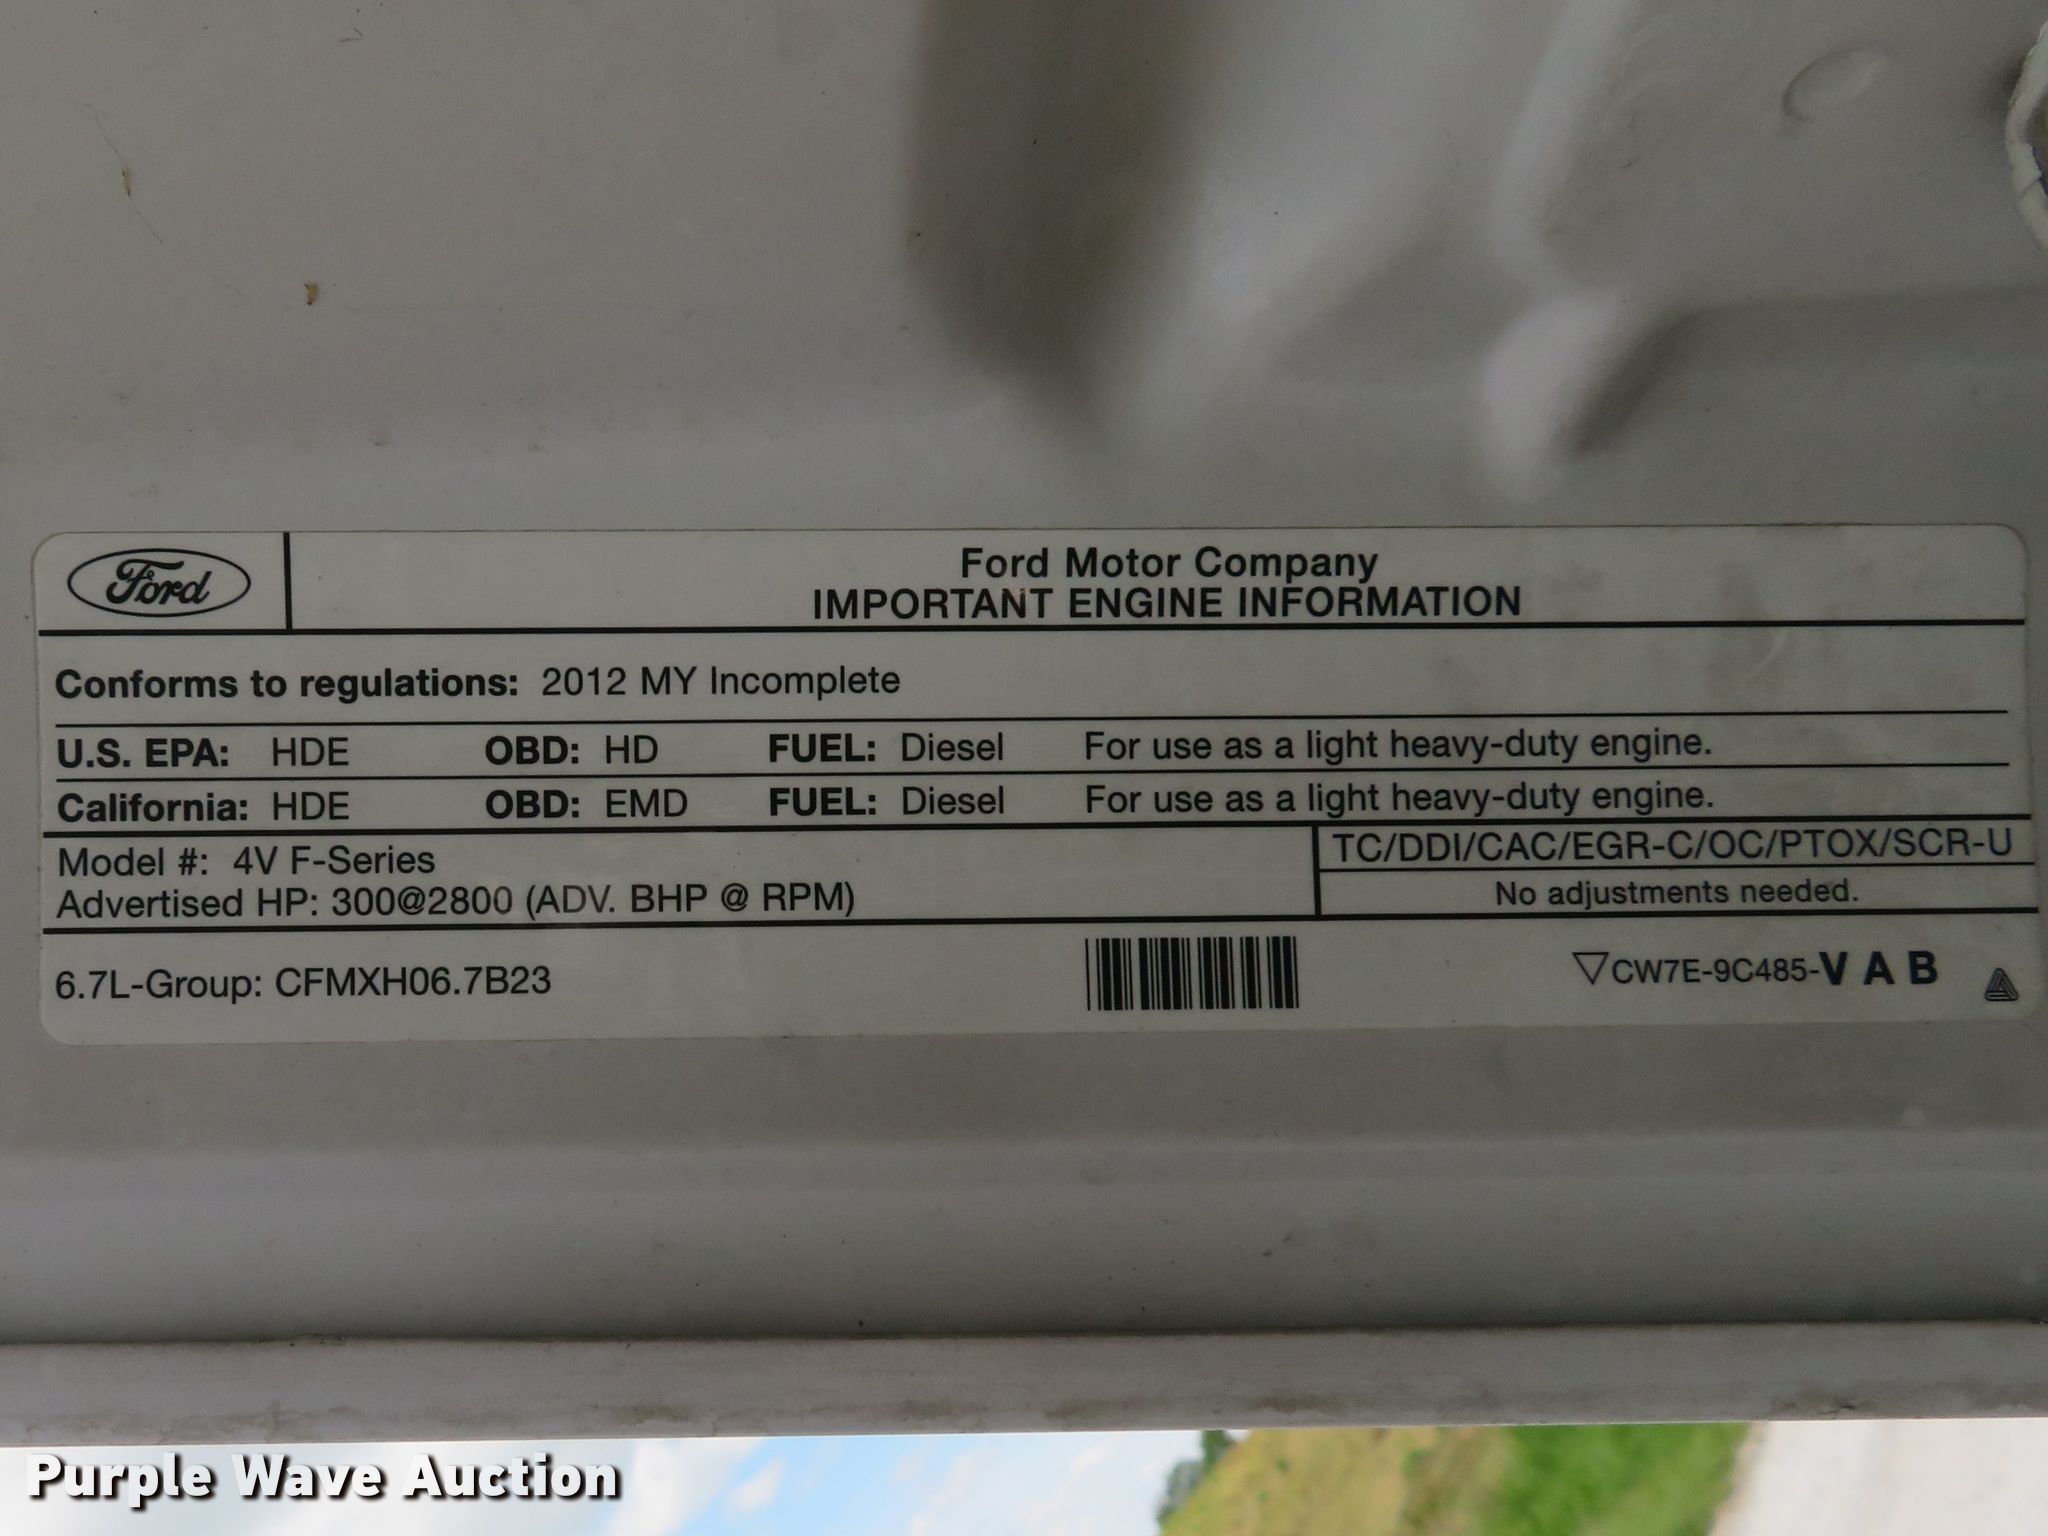 Ford
Ford Motor Company
IMPORTANT ENGINE INFORMATION
Conforms to regulations: 2012 MY Incomplete
U.S. EPA: HDE OBD: HD FUEL: Diesel For use as a light heavy-duty engine.
California: HDE OBD: EMD FUEL: Diesel For use as a light heavy-duty engine.
Model #: 4V F-Series
Advertised HP: 300@2800 (ADV. BHP @ RPM)
TC/DDI/CAC/EGR-C/OC/PTOX/SCR-U
No adjustments needed.
6.7L-Group: CFMXH06.7B23
CW7E-9C485-V A B
Purple Wave Auction